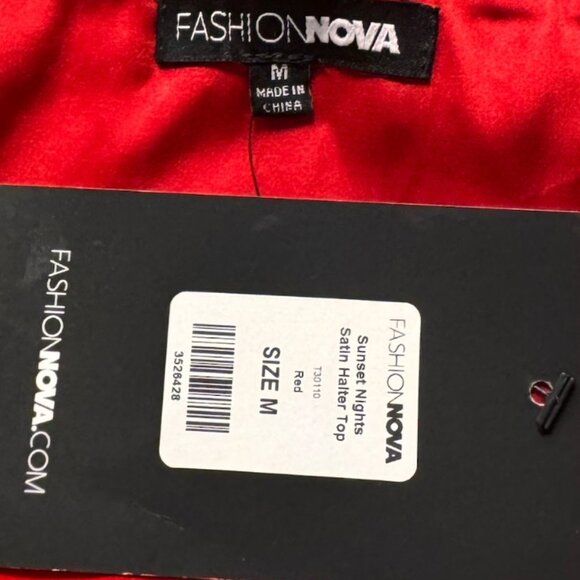 FASHIONNOVA
M
MADE IN
CHINA
FASHIONNOVA.COM
FASHIONNOVA
Sunset Nights
Satin Halter Top
T30110
Red
SIZE M
3526428